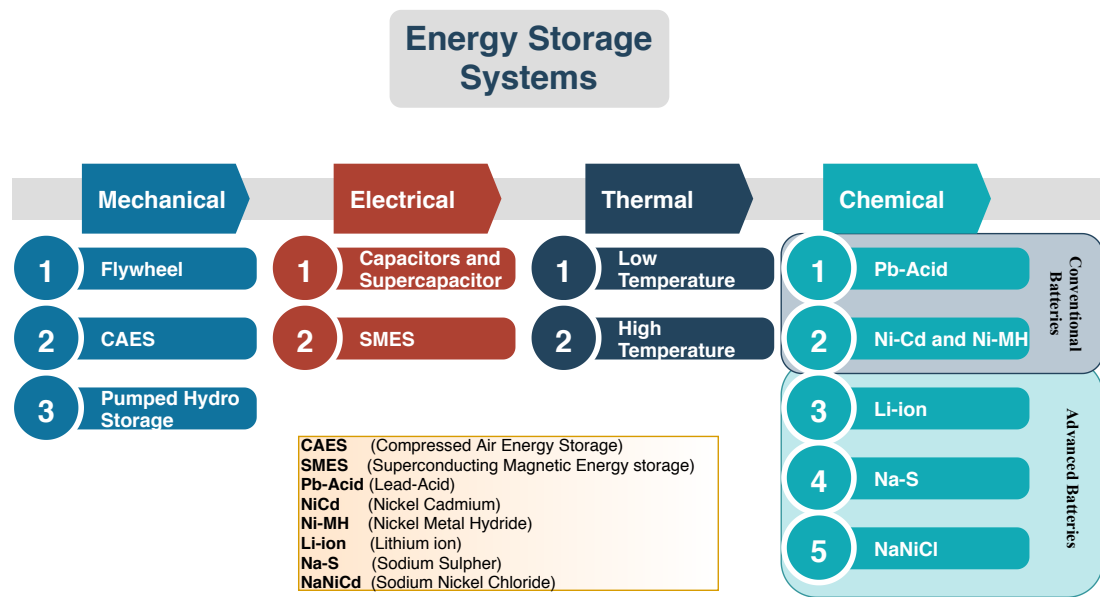 Energy Storage
Systems
Mechanical
1
Flywheel
2
CAES
3
Pumped Hydro
Storage
Electrical
1
Capacitors and
Supercapacitor
2
SMES
Thermal
1
Low
Temperature
2
High
Temperature
Chemical
1
Pb-Acid
2
Ni-Cd and Ni-MH
Conventional
Batteries
3
Li-ion
4
Na-S
5
NaNiCl
Advanced Batteries
CAES (Compressed Air Energy Storage)
SMES (Superconducting Magnetic Energy storage)
Pb-Acid (Lead-Acid)
NiCd (Nickel Cadmium)
Ni-MH (Nickel Metal Hydride)
Li-ion (Lithium ion)
Na-S (Sodium Sulpher)
NaNiCd (Sodium Nickel Chloride)